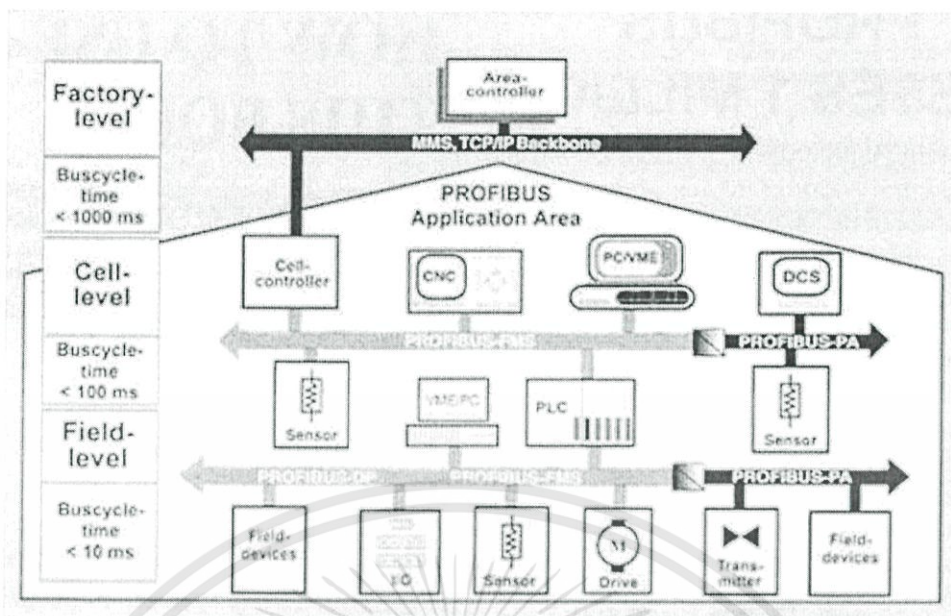 Factory-
level
Buscycle-
time
< 1000 ms
Cell-
level
Buscycle-
time
< 100 ms
Field-
level
Buscycle-
time
< 10 ms
Area-
controller
MMS, TCP/IP Backbone
PROFIBUS
Application Area
Cell-
controller
CNC
PC/VME
DCS
PROFIBUS-FMS
PROFIBUS-PA
Sensor
VME/PC
PLC
Sensor
PROFIBUS-DP
PROFIBUS-FMS
PROFIBUS-PA
Field-
devices
I/O
Sensor
M
Drive
Trans-
mitter
Field-
devices